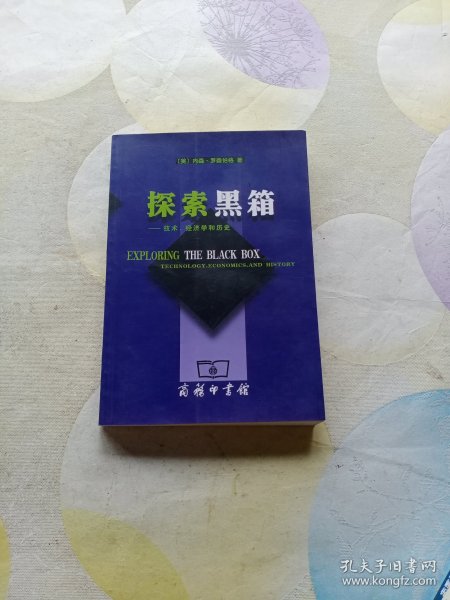 〔美〕内森·罗森伯格 著
探索黑箱
——技术、经济学和历史
EXPLORING THE BLACK BOX
TECHNOLOGY,ECONOMICS,AND HISTORY
商务印书馆
孔夫子旧书网
www.kongfz.com